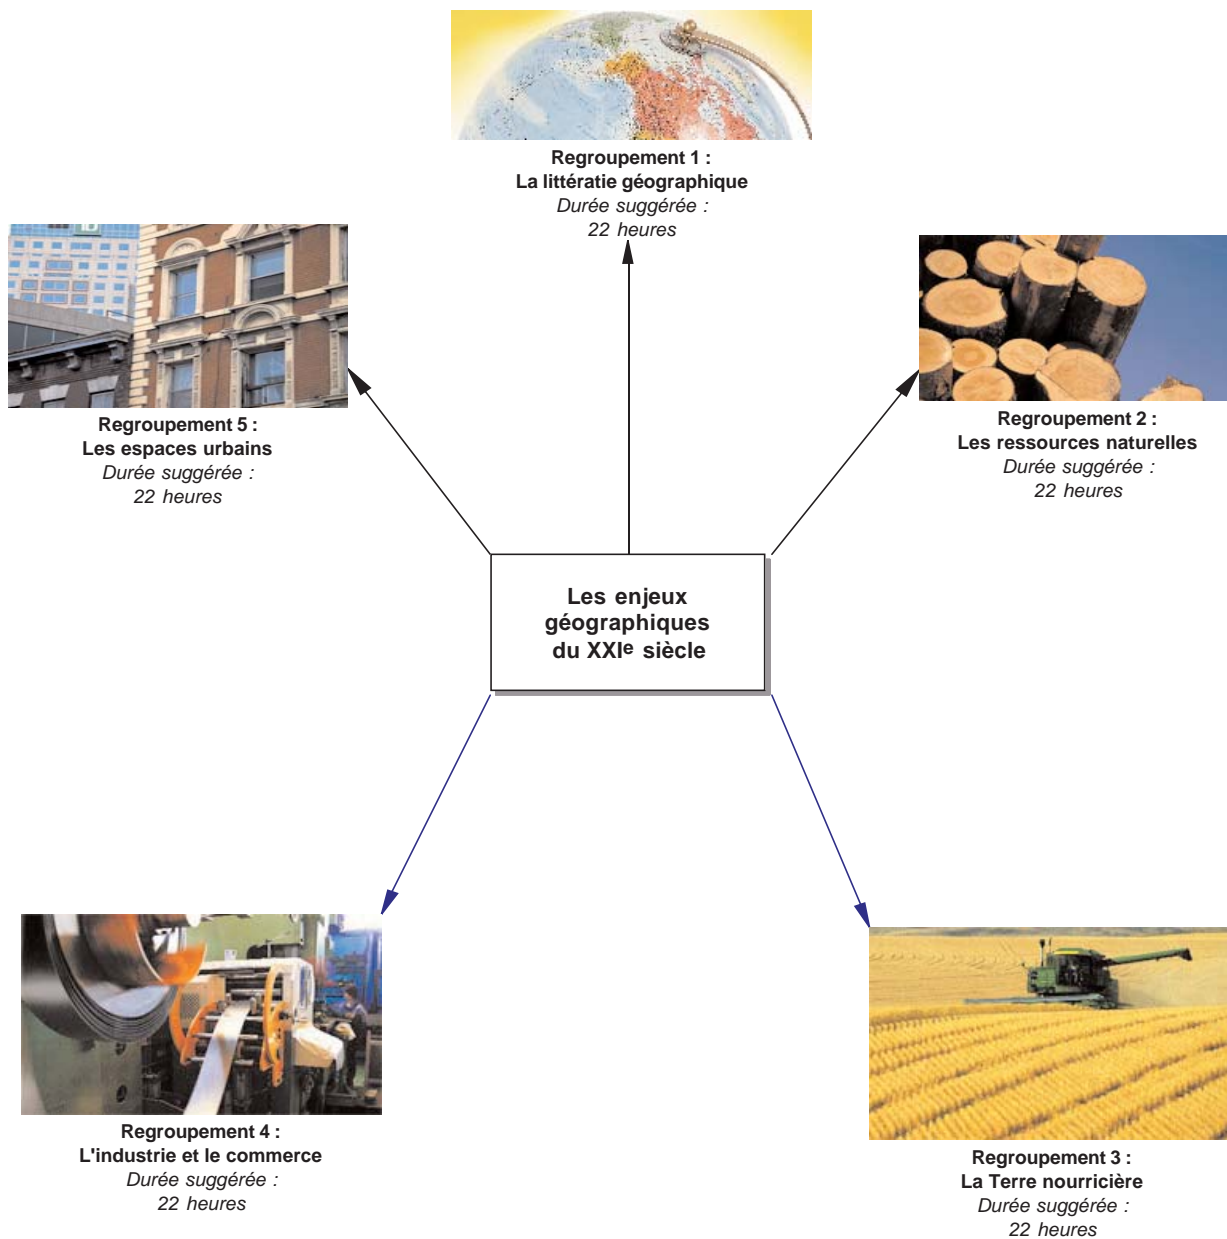 Regroupement 1 :
La littératie géographique
Durée suggérée :
22 heures
Regroupement 5 :
Les espaces urbains
Durée suggérée :
22 heures
Regroupement 2 :
Les ressources naturelles
Durée suggérée :
22 heures
Les enjeux
géographiques
du XXIe siècle
Regroupement 4 :
L'industrie et le commerce
Durée suggérée :
22 heures
Regroupement 3 :
La Terre nourricière
Durée suggérée :
22 heures